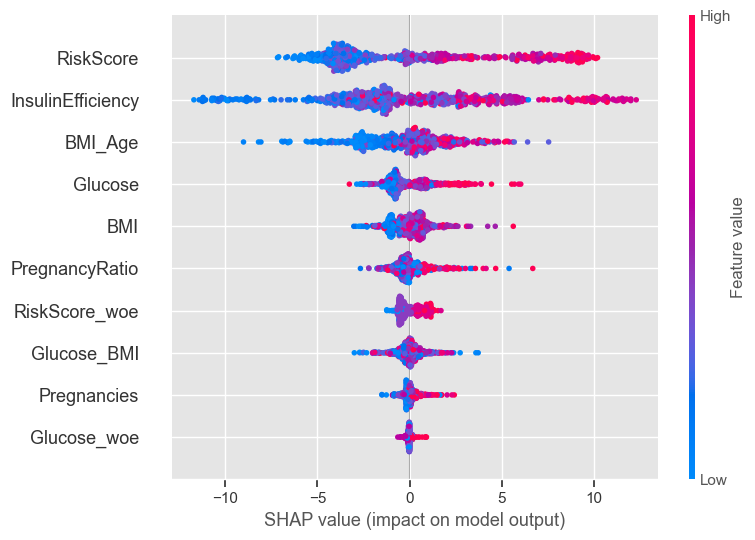 High
RiskScore
InsulinEfficiency
BMI_Age
Glucose
BMI
PregnancyRatio
RiskScore_woe
Glucose_BMI
Pregnancies
Glucose_woe
Feature value
Low
−10 −5 0 5 10
SHAP value (impact on model output)